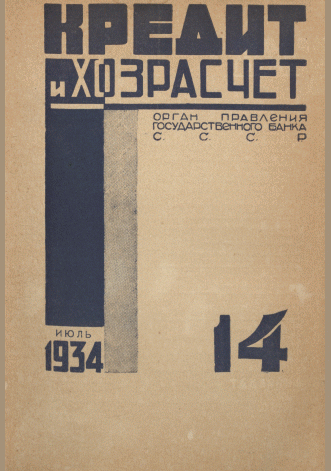 КРЕДИТ
и ХОЗРАСЧЕТ
ОРГАН ПРАВЛЕНИЯ
ГОСУДАРСТВЕННОГО БАНКА
С. С. С. Р
ИЮЛЬ
1934
14